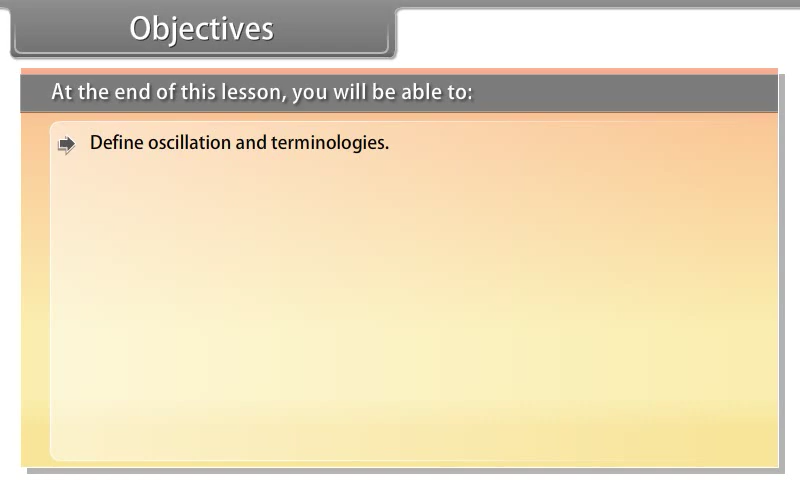 Objectives
At the end of this lesson, you will be able to:
Define oscillation and terminologies.